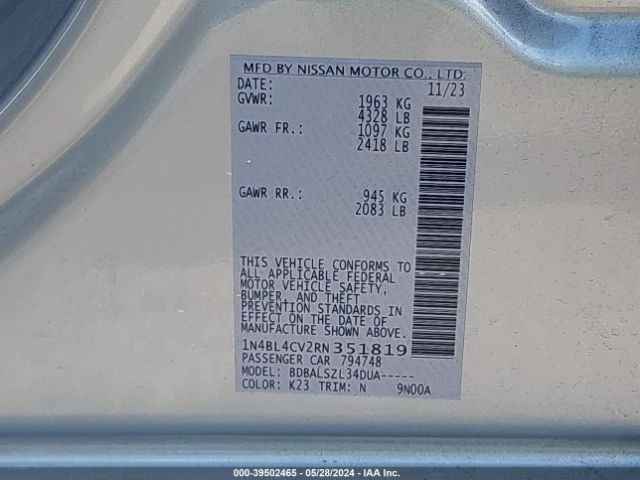 MFD BY NISSAN MOTOR CO., LTD.
DATE: 11/23
GVWR: 1963 KG
4328 LB
GAWR FR.: 1097 KG
2418 LB
GAWR RR.: 945 KG
2083 LB
THIS VEHICLE CONFORMS TO
ALL APPLICABLE FEDERAL
MOTOR VEHICLE SAFETY,
BUMPER, AND THEFT
PREVENTION STANDARDS IN
EFFECT ON THE DATE OF
MANUFACTURE SHOWN ABOVE.
1N4BL4CV2RN351819
PASSENGER CAR 794748
MODEL: BDBALSZL34DUA-----
COLOR: K23 TRIM: N 9N00A
000-39502465 - 05/28/2024 - IAA Inc.